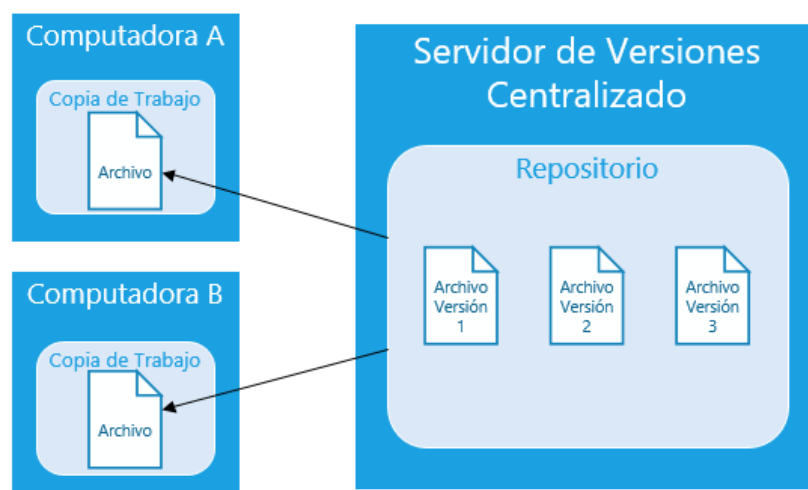 Computadora A
Copia de Trabajo
Archivo
Computadora B
Copia de Trabajo
Archivo
Servidor de Versiones
Centralizado
Repositorio
Archivo
Versión
1
Archivo
Versión
2
Archivo
Versión
3